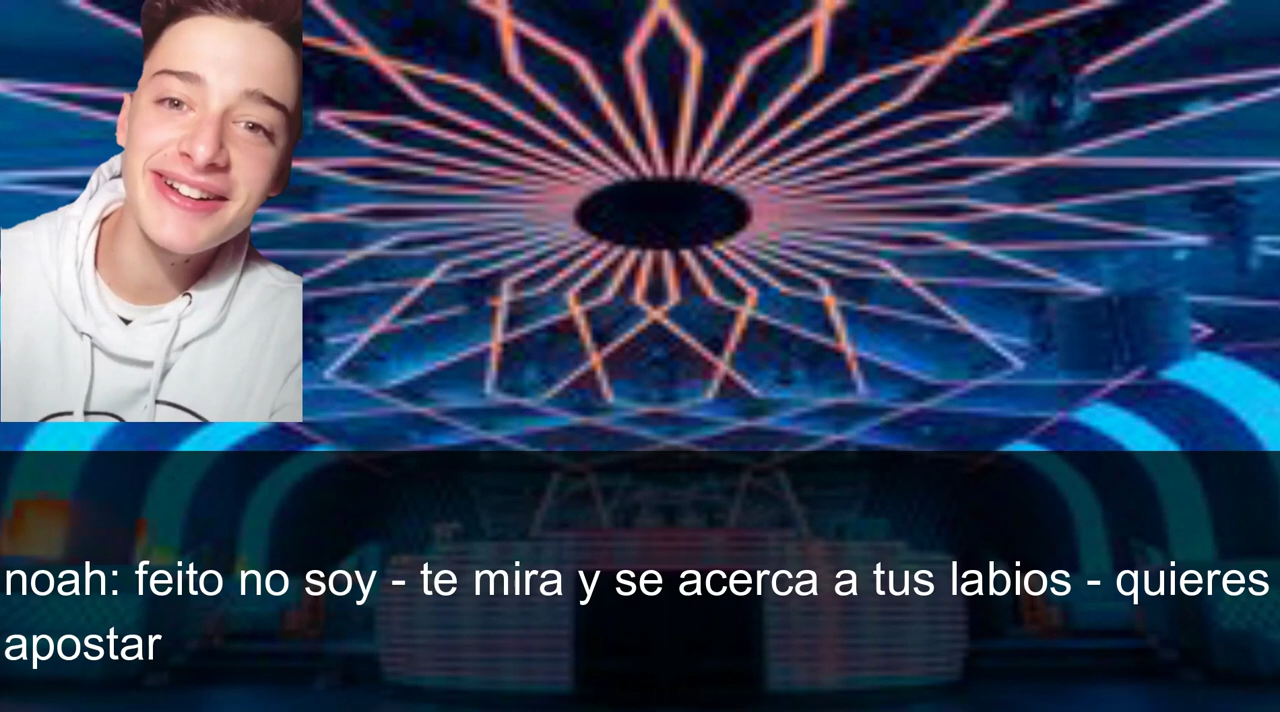 noah: feito no soy - te mira y se acerca a tus labios - quieres
apostar